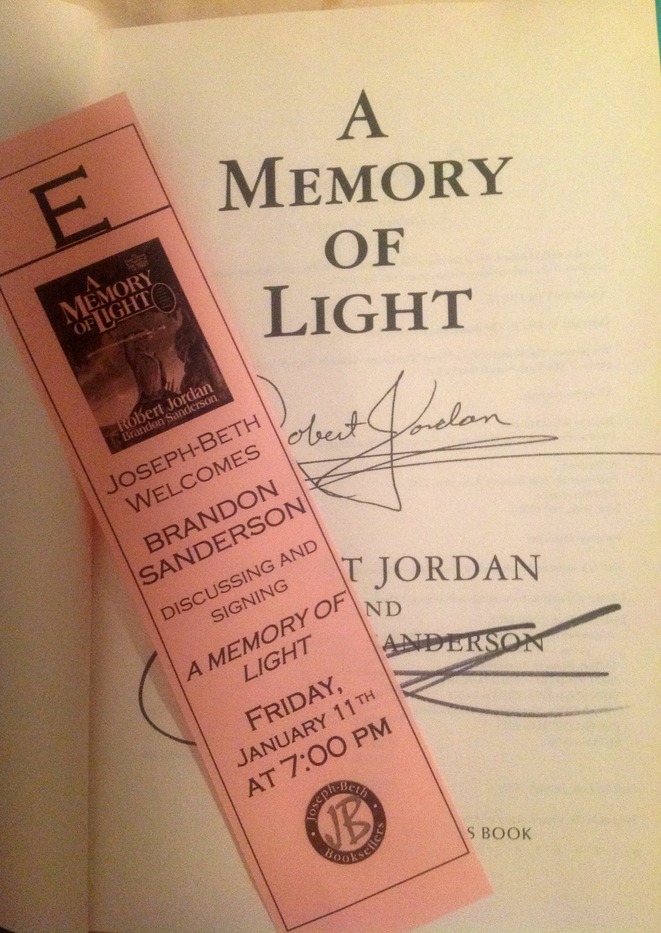 A
MEMORY
OF
LIGHT
obert Jordan
T JORDAN
ND
ANDERSON
S BOOK
E
A
MEMORY
OF LIGHT
Robert Jordan
Brandon Sanderson
JOSEPH-BETH
WELCOMES
BRANDON
SANDERSON
DISCUSSING AND
SIGNING
A MEMORY OF
LIGHT
FRIDAY,
JANUARY 11TH
AT 7:00 PM
Joseph-Beth
JB
Booksellers